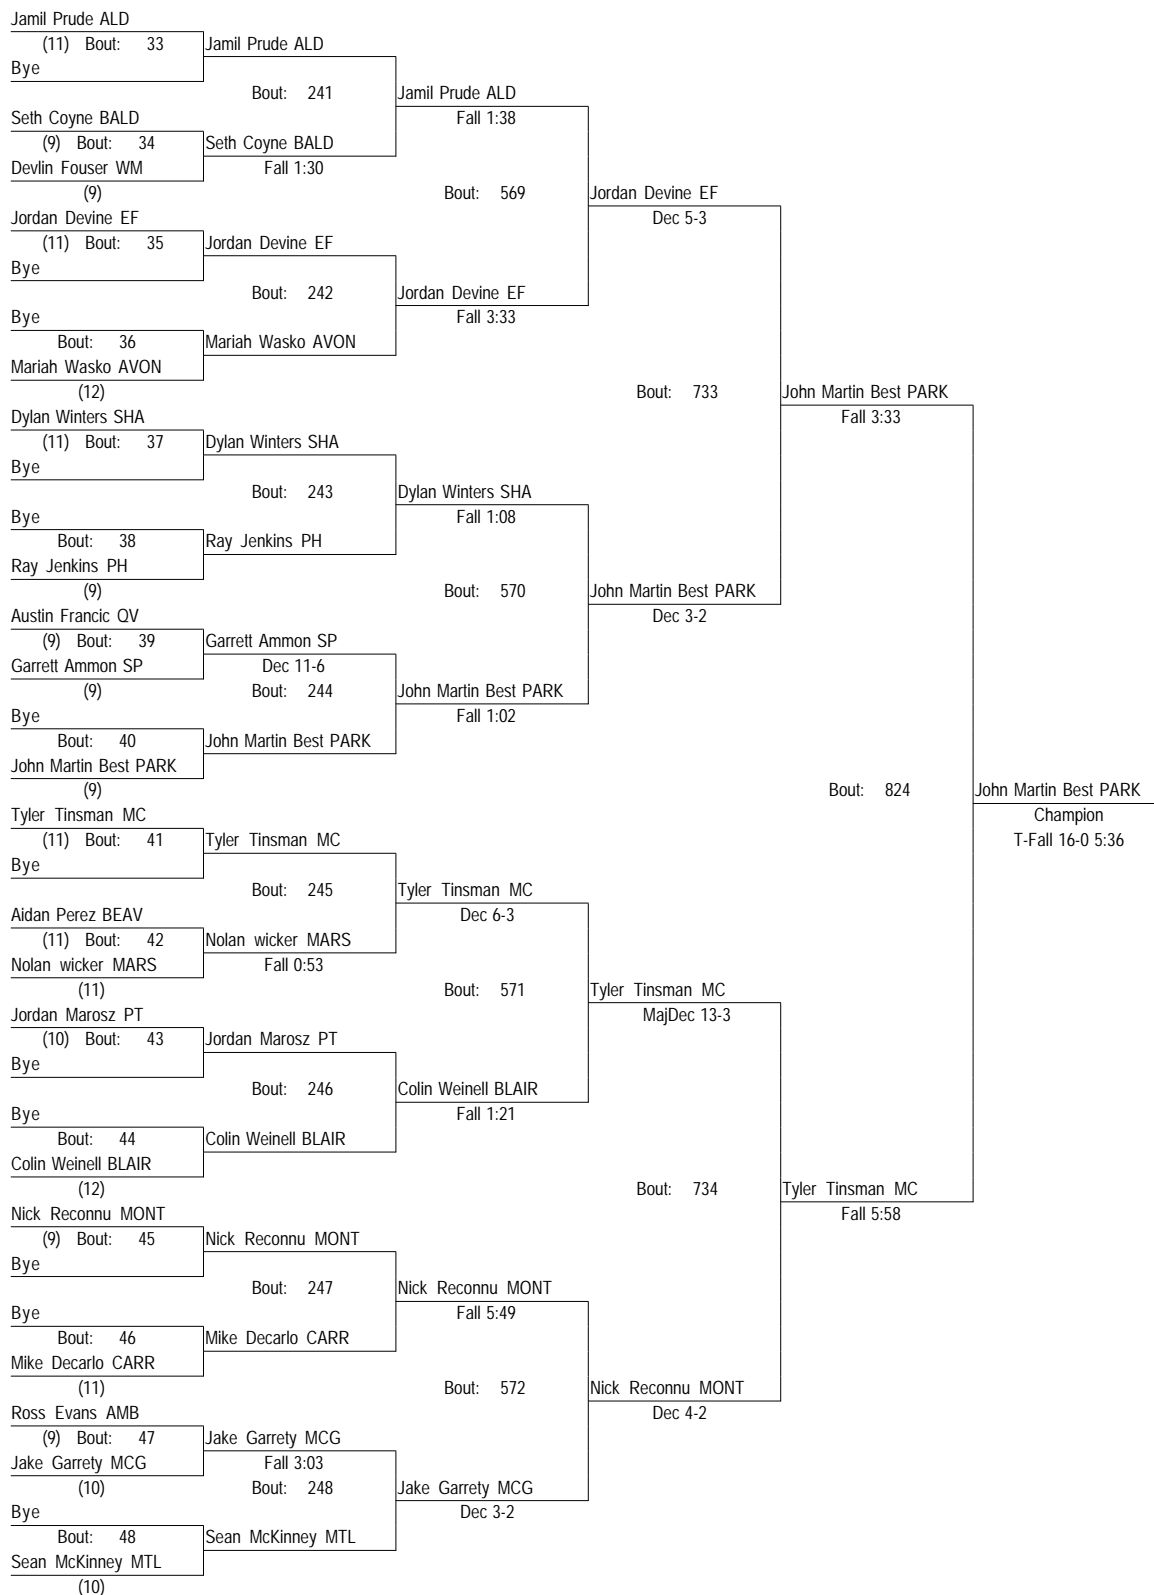 Jamil Prude ALD
(11) Bout: 33
Jamil Prude ALD
Bye
Bout: 241
Jamil Prude ALD
Fall 1:38
Seth Coyne BALD
(9) Bout: 34
Seth Coyne BALD
Devlin Fouser WM
Fall 1:30
(9)
Bout: 569
Jordan Devine EF
Dec 5-3
Jordan Devine EF
(11) Bout: 35
Jordan Devine EF
Bye
Bout: 242
Jordan Devine EF
Fall 3:33
Bye
Bout: 36
Mariah Wasko AVON
Mariah Wasko AVON
(12)
Bout: 733
John Martin Best PARK
Fall 3:33
Dylan Winters SHA
(11) Bout: 37
Dylan Winters SHA
Bye
Bout: 243
Dylan Winters SHA
Fall 1:08
Bye
Bout: 38
Ray Jenkins PH
Ray Jenkins PH
(9)
Bout: 570
John Martin Best PARK
Dec 3-2
Austin Francic QV
(9) Bout: 39
Garrett Ammon SP
Garrett Ammon SP
Dec 11-6
(9)
Bout: 244
John Martin Best PARK
Fall 1:02
Bye
Bout: 40
John Martin Best PARK
John Martin Best PARK
(9)
Bout: 824
John Martin Best PARK
Champion
T-Fall 16-0 5:36
Tyler Tinsman MC
(11) Bout: 41
Tyler Tinsman MC
Bye
Bout: 245
Tyler Tinsman MC
Dec 6-3
Aidan Perez BEAV
(11) Bout: 42
Nolan wicker MARS
Nolan wicker MARS
Fall 0:53
(11)
Bout: 571
Tyler Tinsman MC
MajDec 13-3
Jordan Marosz PT
(10) Bout: 43
Jordan Marosz PT
Bye
Bout: 246
Colin Weinell BLAIR
Fall 1:21
Bye
Bout: 44
Colin Weinell BLAIR
Colin Weinell BLAIR
(12)
Bout: 734
Tyler Tinsman MC
Fall 5:58
Nick Reconnu MONT
(9) Bout: 45
Nick Reconnu MONT
Bye
Bout: 247
Nick Reconnu MONT
Fall 5:49
Bye
Bout: 46
Mike Decarlo CARR
Mike Decarlo CARR
(11)
Bout: 572
Nick Reconnu MONT
Dec 4-2
Ross Evans AMB
(9) Bout: 47
Jake Garrety MCG
Jake Garrety MCG
Fall 3:03
(10)
Bout: 248
Jake Garrety MCG
Dec 3-2
Bye
Bout: 48
Sean McKinney MTL
Sean McKinney MTL
(10)